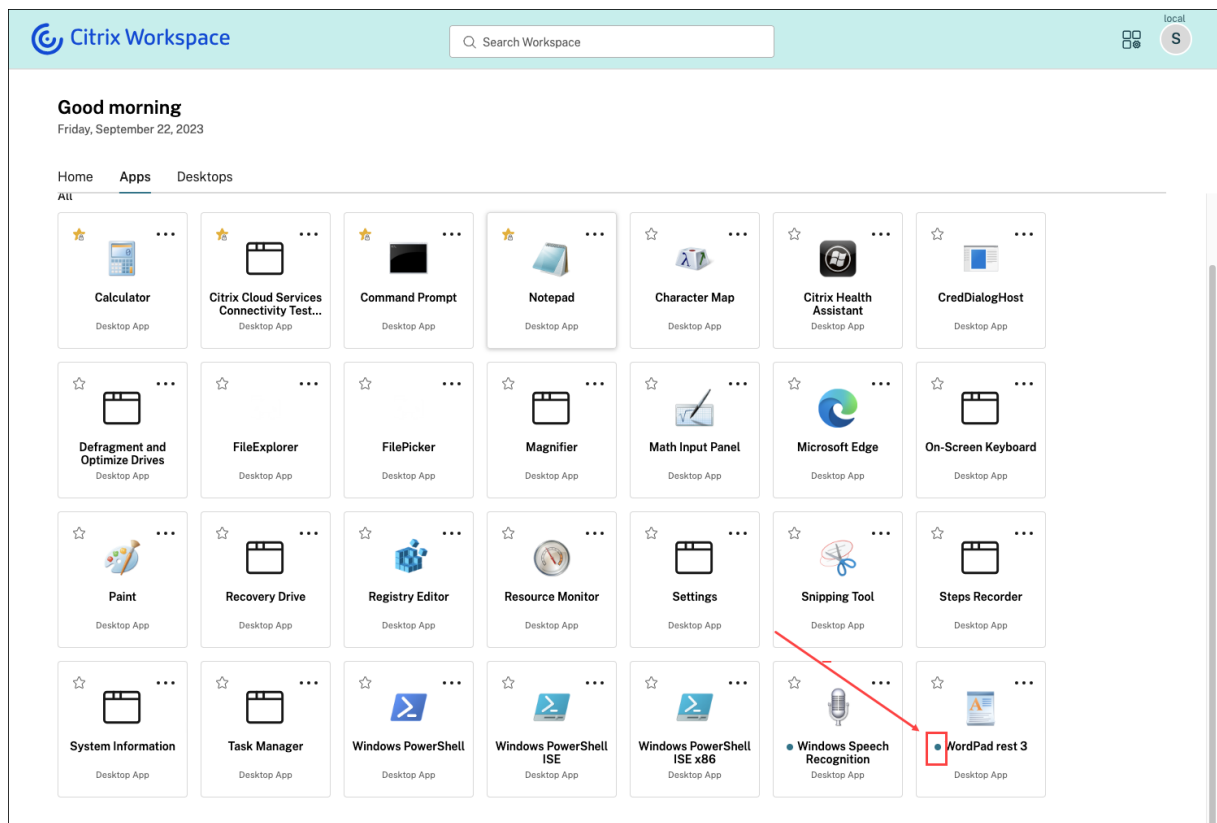 local
Citrix Workspace
Search Workspace
S
Good morning
Friday, September 22, 2023
Home Apps Desktops
All
Calculator
Desktop App
Citrix Cloud Services
Connectivity Test...
Desktop App
Command Prompt
Desktop App
Notepad
Desktop App
Character Map
Desktop App
Citrix Health
Assistant
Desktop App
CredDialogHost
Desktop App
Defragment and
Optimize Drives
Desktop App
FileExplorer
Desktop App
FilePicker
Desktop App
Magnifier
Desktop App
Math Input Panel
Desktop App
Microsoft Edge
Desktop App
On-Screen Keyboard
Desktop App
Paint
Desktop App
Recovery Drive
Desktop App
Registry Editor
Desktop App
Resource Monitor
Desktop App
Settings
Desktop App
Snipping Tool
Desktop App
Steps Recorder
Desktop App
System Information
Desktop App
Task Manager
Desktop App
Windows PowerShell
Desktop App
Windows PowerShell
ISE
Desktop App
Windows PowerShell
ISE x86
Desktop App
Windows Speech
Recognition
Desktop App
WordPad rest 3
Desktop App